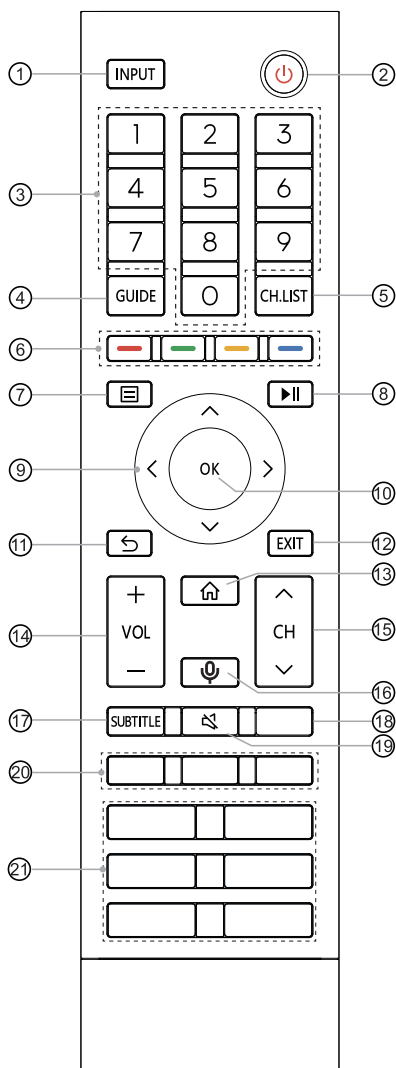 ① INPUT ②
1 2 3
③ 4 5 6
7 8 9
④ GUIDE 0 CH.LIST ⑤
⑥
⑦ ⑧
⑨ OK
⑩
⑪ EXIT ⑫
⑬
+
⑭ VOL CH ⑮
—
⑯
⑰ SUBTITLE ⑱
⑲
⑳
㉑